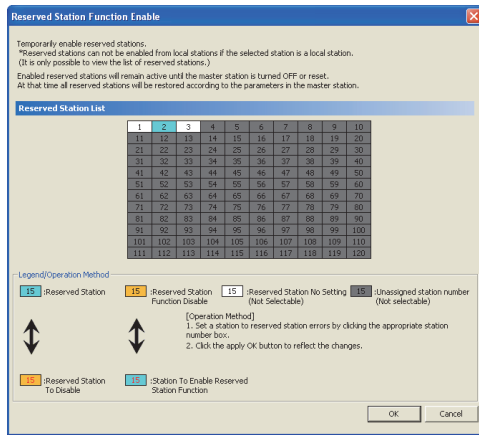 Reserved Station Function Enable
Temporarily enable reserved stations.
*Reserved stations can not be enabled from local stations if the selected station is a local station.
(It is only possible to view the list of reserved stations.)
Enabled reserved stations will remain active until the master station is turned OFF or reset.
At that time all reserved stations will be restored according to the parameters in the master station.
Reserved Station List
1 2 3 4 5 6 7 8 9 10
11 12 13 14 15 16 17 18 19 20
21 22 23 24 25 26 27 28 29 30
31 32 33 34 35 36 37 38 39 40
41 42 43 44 45 46 47 48 49 50
51 52 53 54 55 56 57 58 59 60
61 62 63 64 65 66 67 68 69 70
71 72 73 74 75 76 77 78 79 80
81 82 83 84 85 86 87 88 89 90
91 92 93 94 95 96 97 98 99 100
101 102 103 104 105 106 107 108 109 110
111 112 113 114 115 116 117 118 119 120
Legend/Operation Method
15 :Reserved Station
15 :Reserved Station
Function Disable
15 :Reserved Station No Setting
(Not Selectable)
15 :Unassigned station number
(Not selectable)
[Operation Method]
1. Set a station to reserved station errors by clicking the appropriate station
number box.
2. Click the apply OK button to reflect the changes.
15 :Reserved Station
To Disable
15 :Station To Enable Reserved
Station Function
OK
Cancel